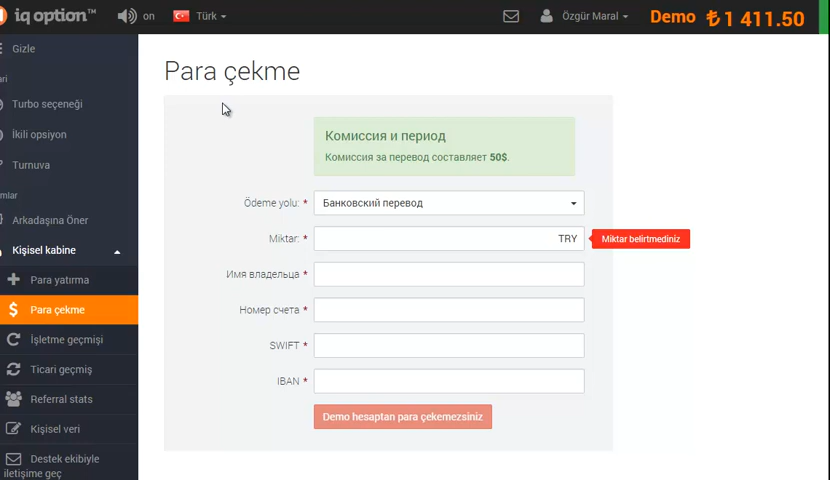 iq option™ on Türk Özgür Maral Demo ₺ 1 411.50
Gizle
Para çekme
Turbo seçeneği
İkili opsiyon
Turnuva
Arkadaşına Öner
Kişisel kabine
Para yatırma
Para çekme
İşletme geçmişi
Ticari geçmiş
Referral stats
Kişisel veri
Destek ekibiyle
iletişime geç
Комиссия и период
Комиссия за перевод составляет 50$.
Ödeme yolu: * Банковский перевод
Miktar: * TRY Miktar belirtmediniz
Имя владельца *
Номер счета *
SWIFT *
IBAN *
Demo hesaptan para çekemezsiniz